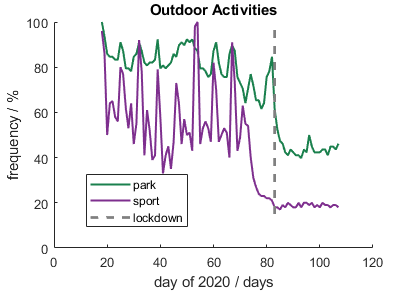 Outdoor Activities
frequency / %
100
80
60
40
20
0
park
sport
lockdown
0 20 40 60 80 100 120
day of 2020 / days